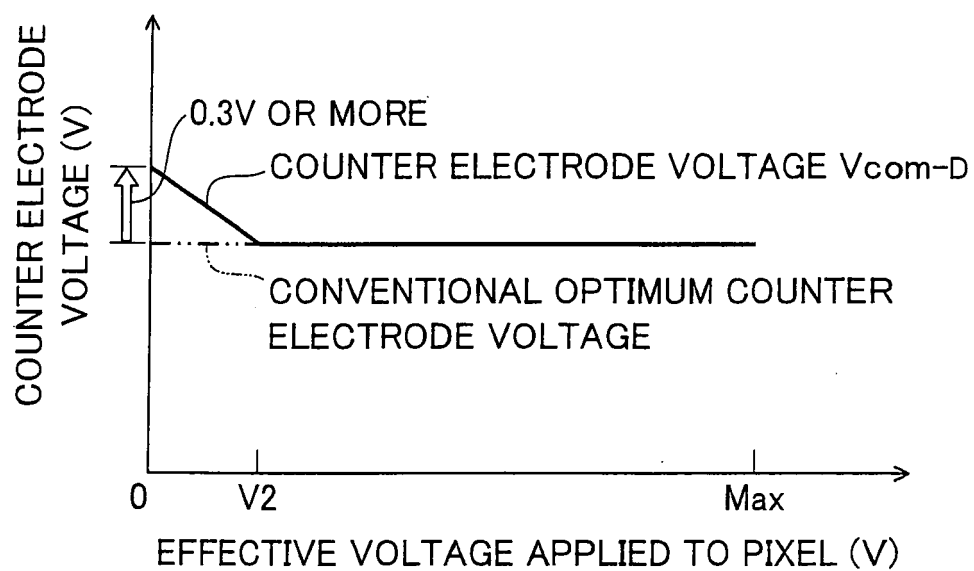 COUNTER ELECTRODE
VOLTAGE (V)
0.3V OR MORE
COUNTER ELECTRODE VOLTAGE Vcom-D
CONVENTIONAL OPTIMUM COUNTER
ELECTRODE VOLTAGE
0 V2 Max
EFFECTIVE VOLTAGE APPLIED TO PIXEL (V)